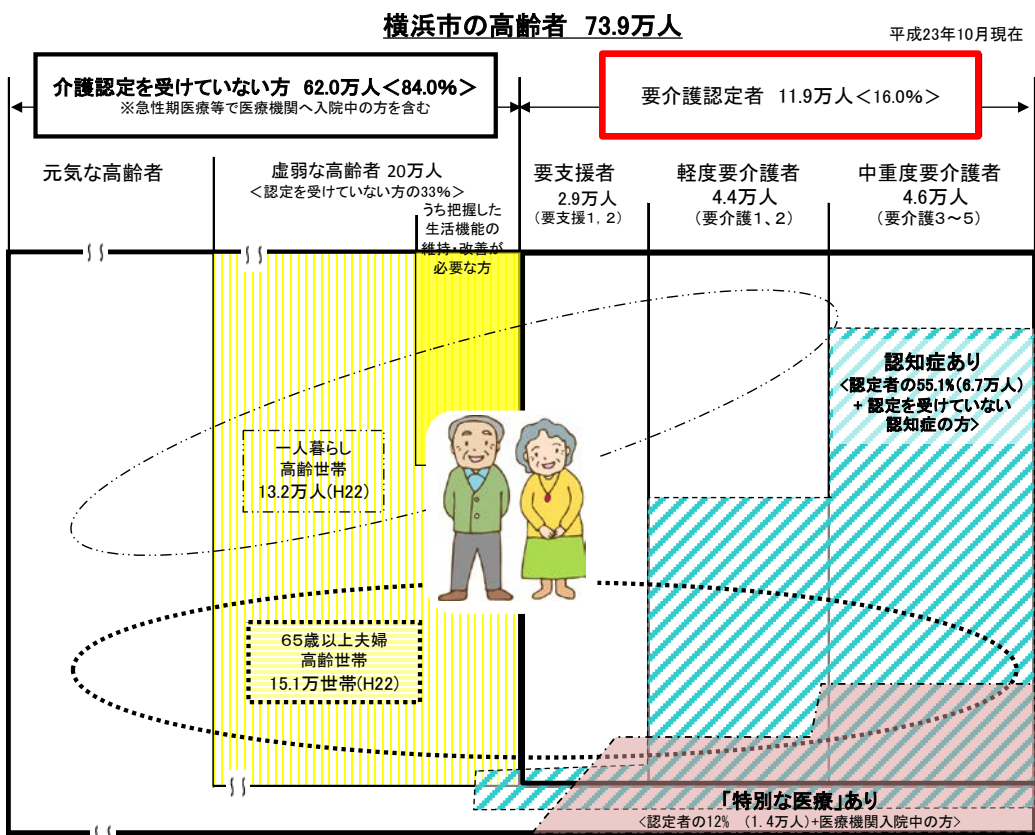 横浜市の高齢者 73.9万人
平成23年10月現在
介護認定を受けていない方 62.0万人＜84.0%＞
※急性期医療等で医療機関へ入院中の方を含む
要介護認定者 11.9万人＜16.0%＞
元気な高齢者
虚弱な高齢者 20万人
＜認定を受けていない方の33%＞
うち把握した
生活機能の
維持・改善が
必要な方
要支援者
2.9万人
（要支援1，2）
軽度要介護者
4.4万人
（要介護1、2）
中重度要介護者
4.6万人
（要介護3～5）
認知症あり
＜認定者の55.1%(6.7万人)
+ 認定を受けていない
認知症の方＞
一人暮らし
高齢世帯
13.2万人(H22)
65歳以上夫婦
高齢世帯
15.1万世帯(H22)
「特別な医療」あり
＜認定者の12% （1.4万人）+医療機関入院中の方＞